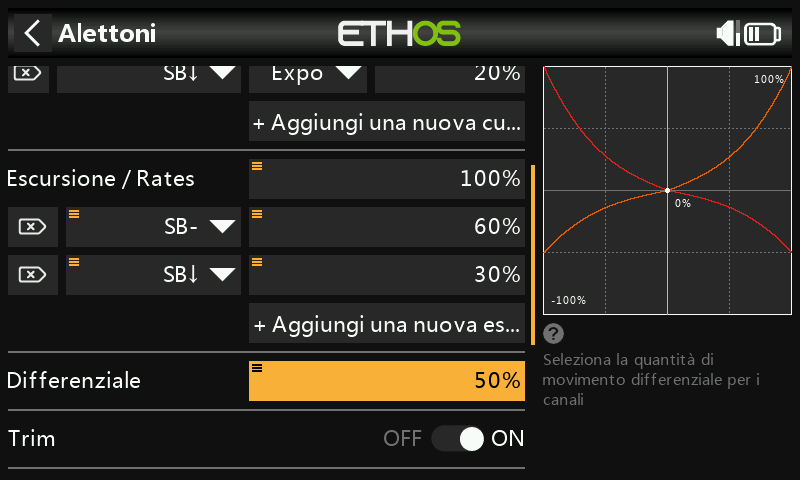 Alettoni
ETHOS
SB↓ Expo 20%
+ Aggiungi una nuova cu...
Escursione / Rates 100%
SB- 60%
SB↓ 30%
+ Aggiungi una nuova es...
Differenziale 50%
Trim OFF ON
100%
0%
-100%
?
Seleziona la quantità di
movimento differenziale per i
canali